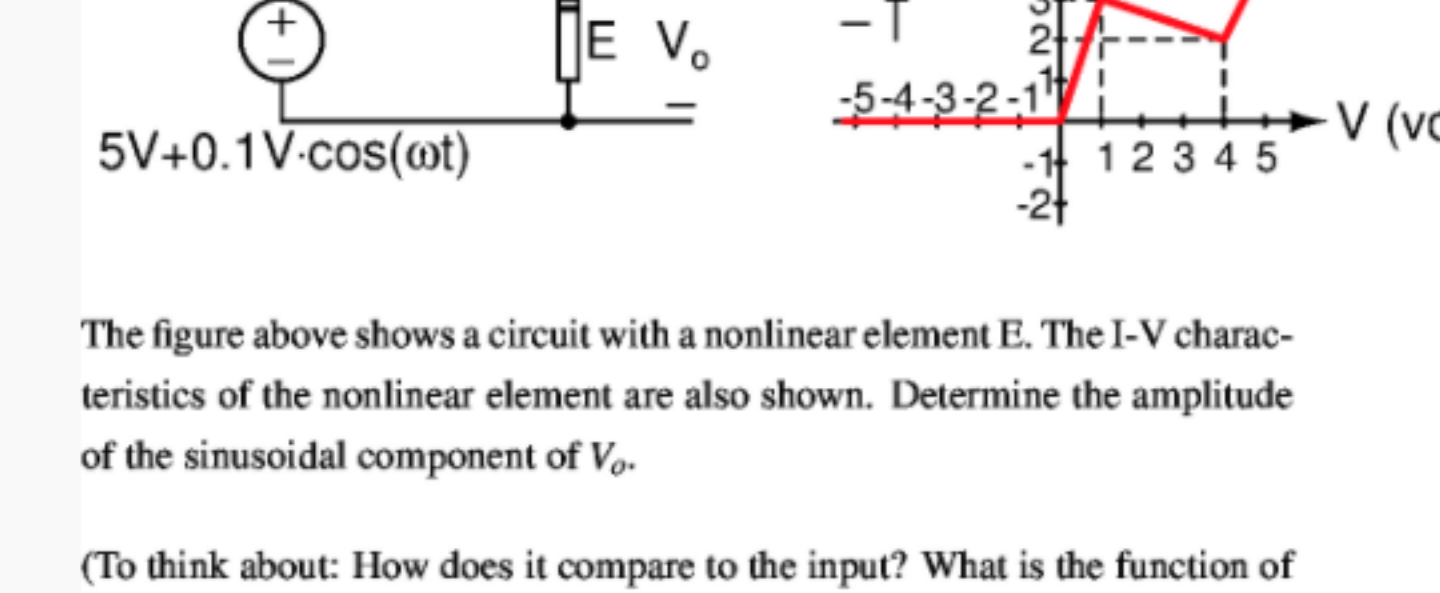 +
−
E Vo
−
5V+0.1V·cos(ωt)
− I
3
2
1
-5 -4 -3 -2 -1
V (vo
-1 1 2 3 4 5
-2
The figure above shows a circuit with a nonlinear element E. The I-V charac-
teristics of the nonlinear element are also shown. Determine the amplitude
of the sinusoidal component of Vo.
(To think about: How does it compare to the input? What is the function of